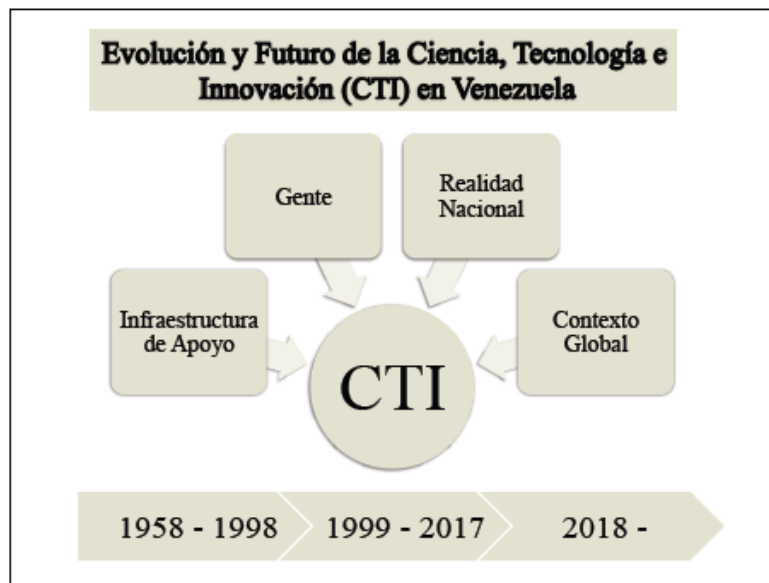 Evolución y Futuro de la Ciencia, Tecnología e
Innovación (CTI) en Venezuela
Gente
Realidad
Nacional
Infraestructura
de Apoyo
Contexto
Global
CTI
1958 - 1998
1999 - 2017
2018 -